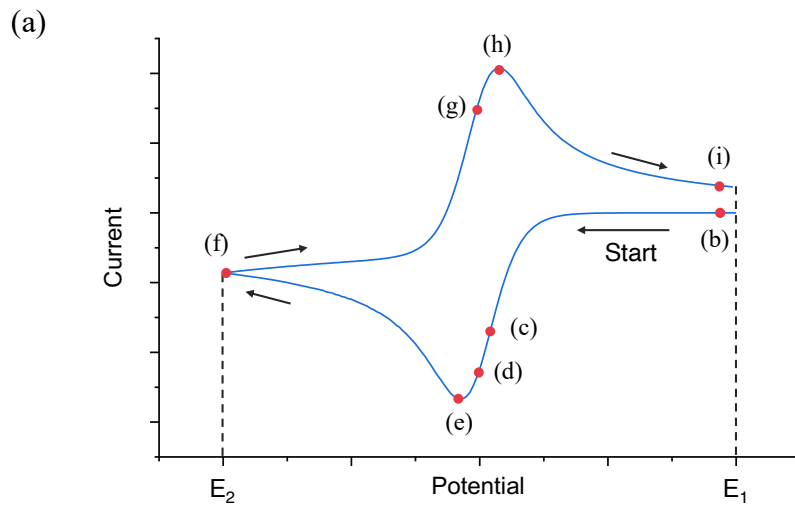 (a)
(h)
(g)
(i)
(f)
(b)
Start
Current
(c)
(d)
(e)
E₂
Potential
E₁